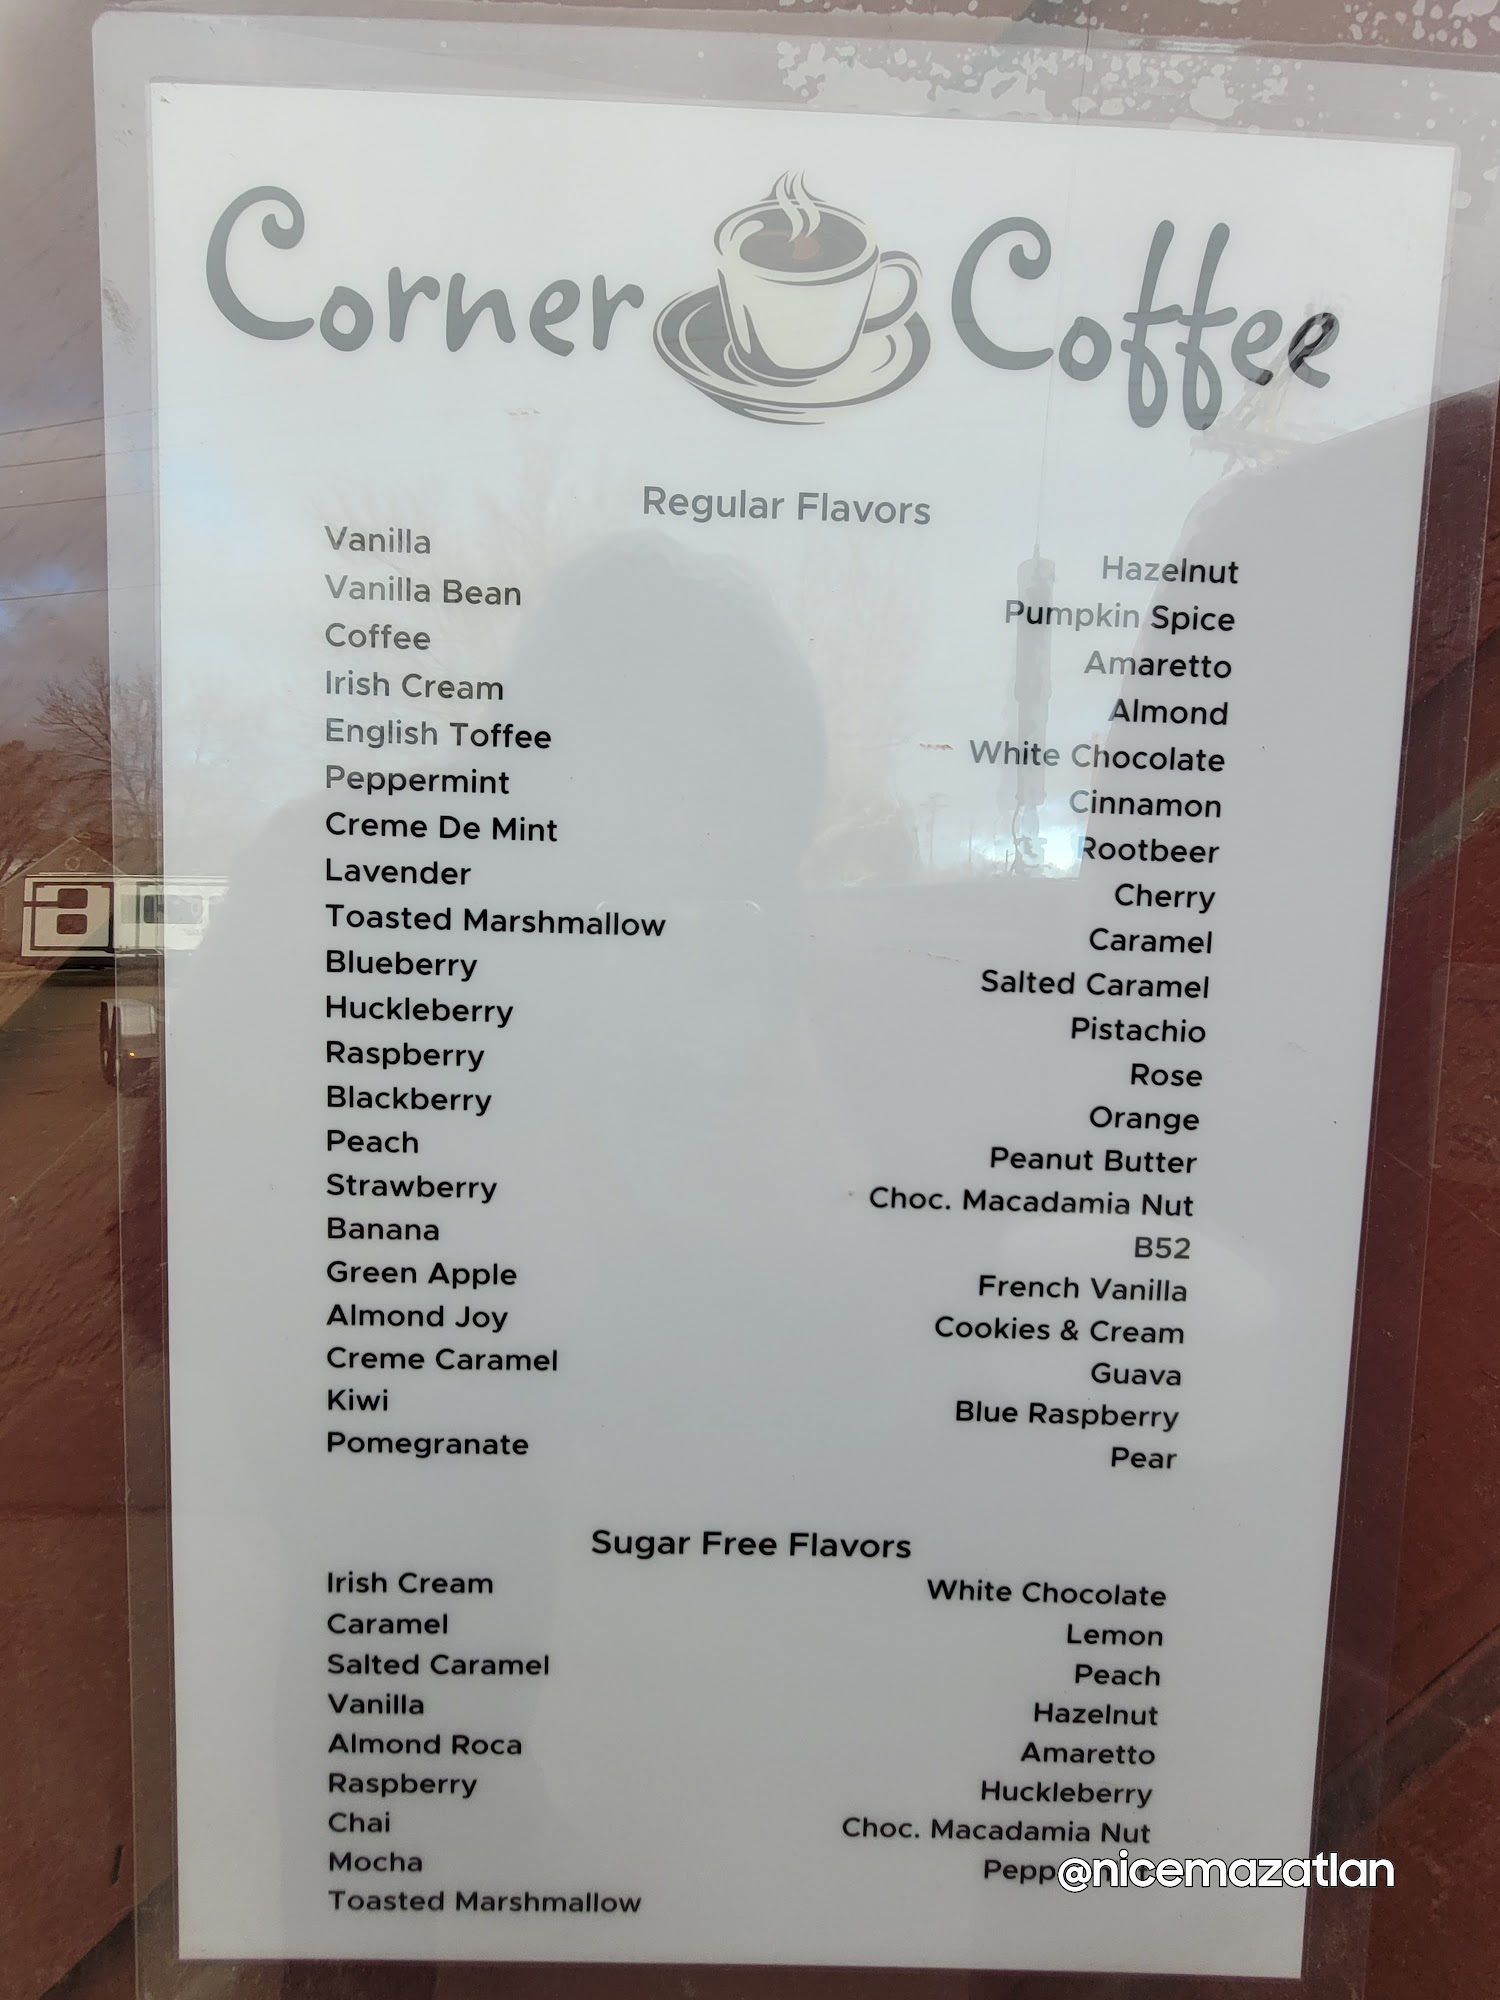 Corner Coffee
Regular Flavors
Vanilla
Vanilla Bean
Coffee
Irish Cream
English Toffee
Peppermint
Creme De Mint
Lavender
Toasted Marshmallow
Blueberry
Huckleberry
Raspberry
Blackberry
Peach
Strawberry
Banana
Green Apple
Almond Joy
Creme Caramel
Kiwi
Pomegranate
Hazelnut
Pumpkin Spice
Amaretto
Almond
White Chocolate
Cinnamon
Rootbeer
Cherry
Caramel
Salted Caramel
Pistachio
Rose
Orange
Peanut Butter
Choc. Macadamia Nut
B52
French Vanilla
Cookies & Cream
Guava
Blue Raspberry
Pear
Sugar Free Flavors
Irish Cream
Caramel
Salted Caramel
Vanilla
Almond Roca
Raspberry
Chai
Mocha
Toasted Marshmallow
White Chocolate
Lemon
Peach
Hazelnut
Amaretto
Huckleberry
Choc. Macadamia Nut
@nicemazatlan